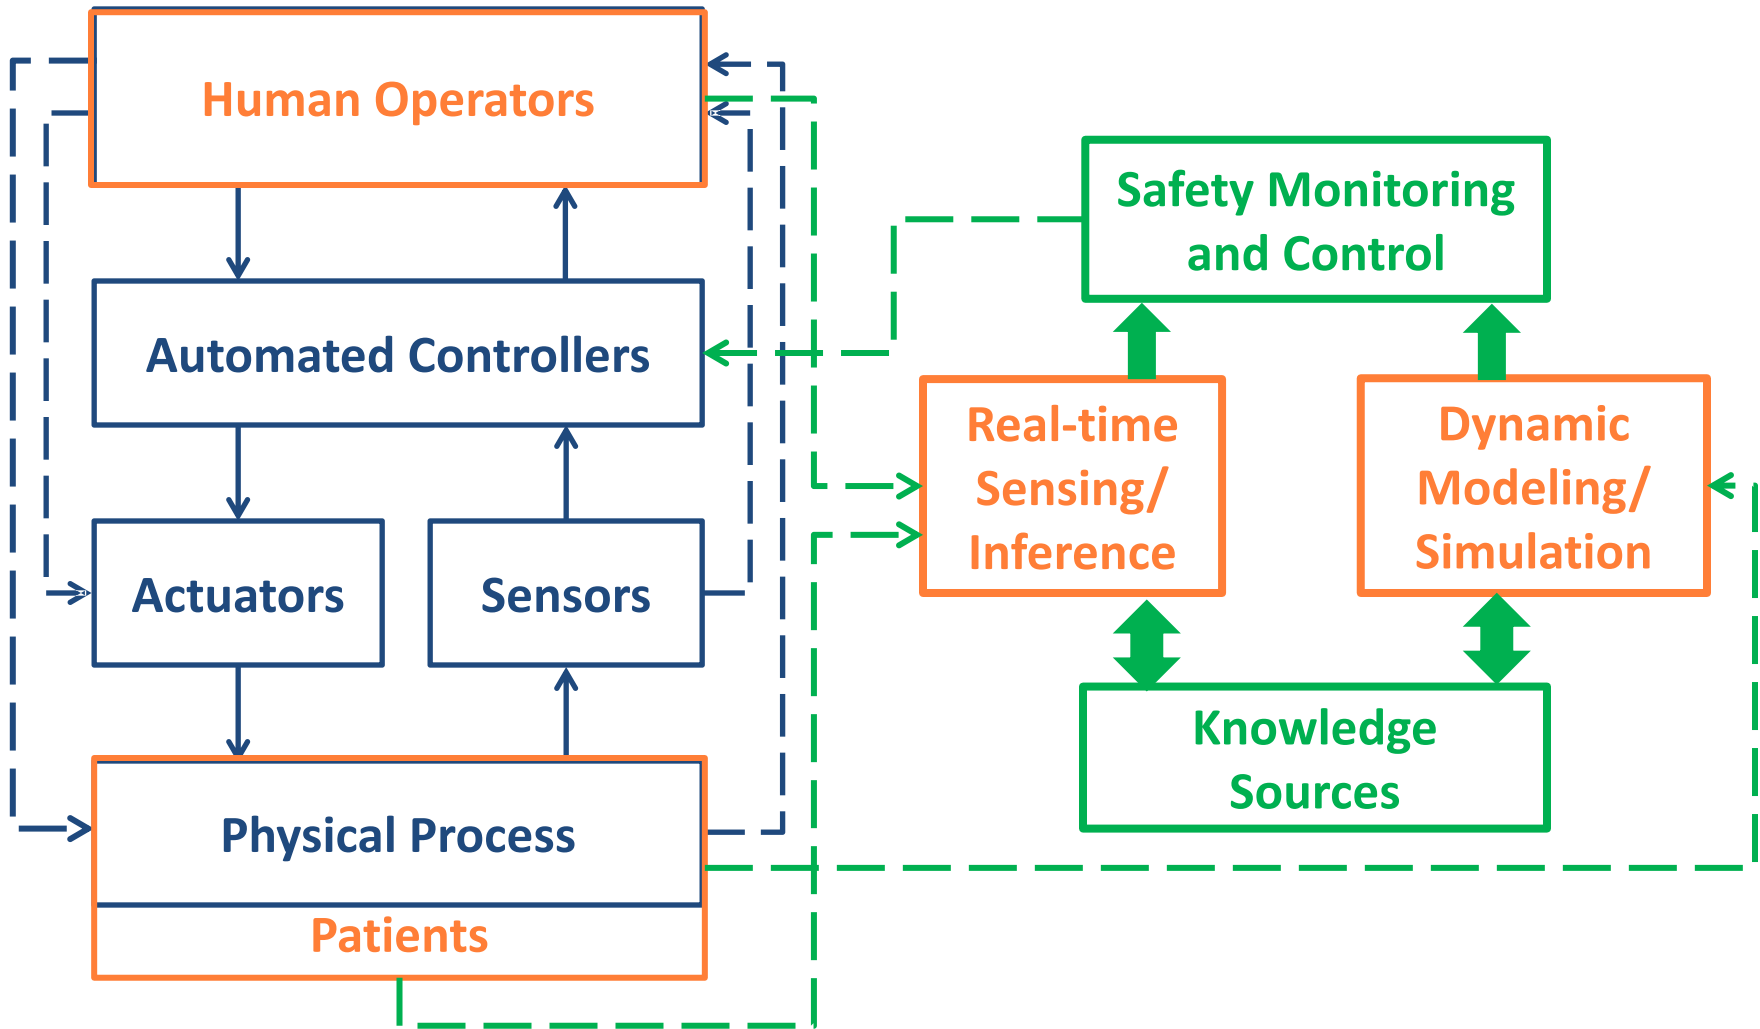 Human Operators
Automated Controllers
Actuators
Sensors
Physical Process
Patients
Safety Monitoring
and Control
Real-time
Sensing/
Inference
Dynamic
Modeling/
Simulation
Knowledge
Sources